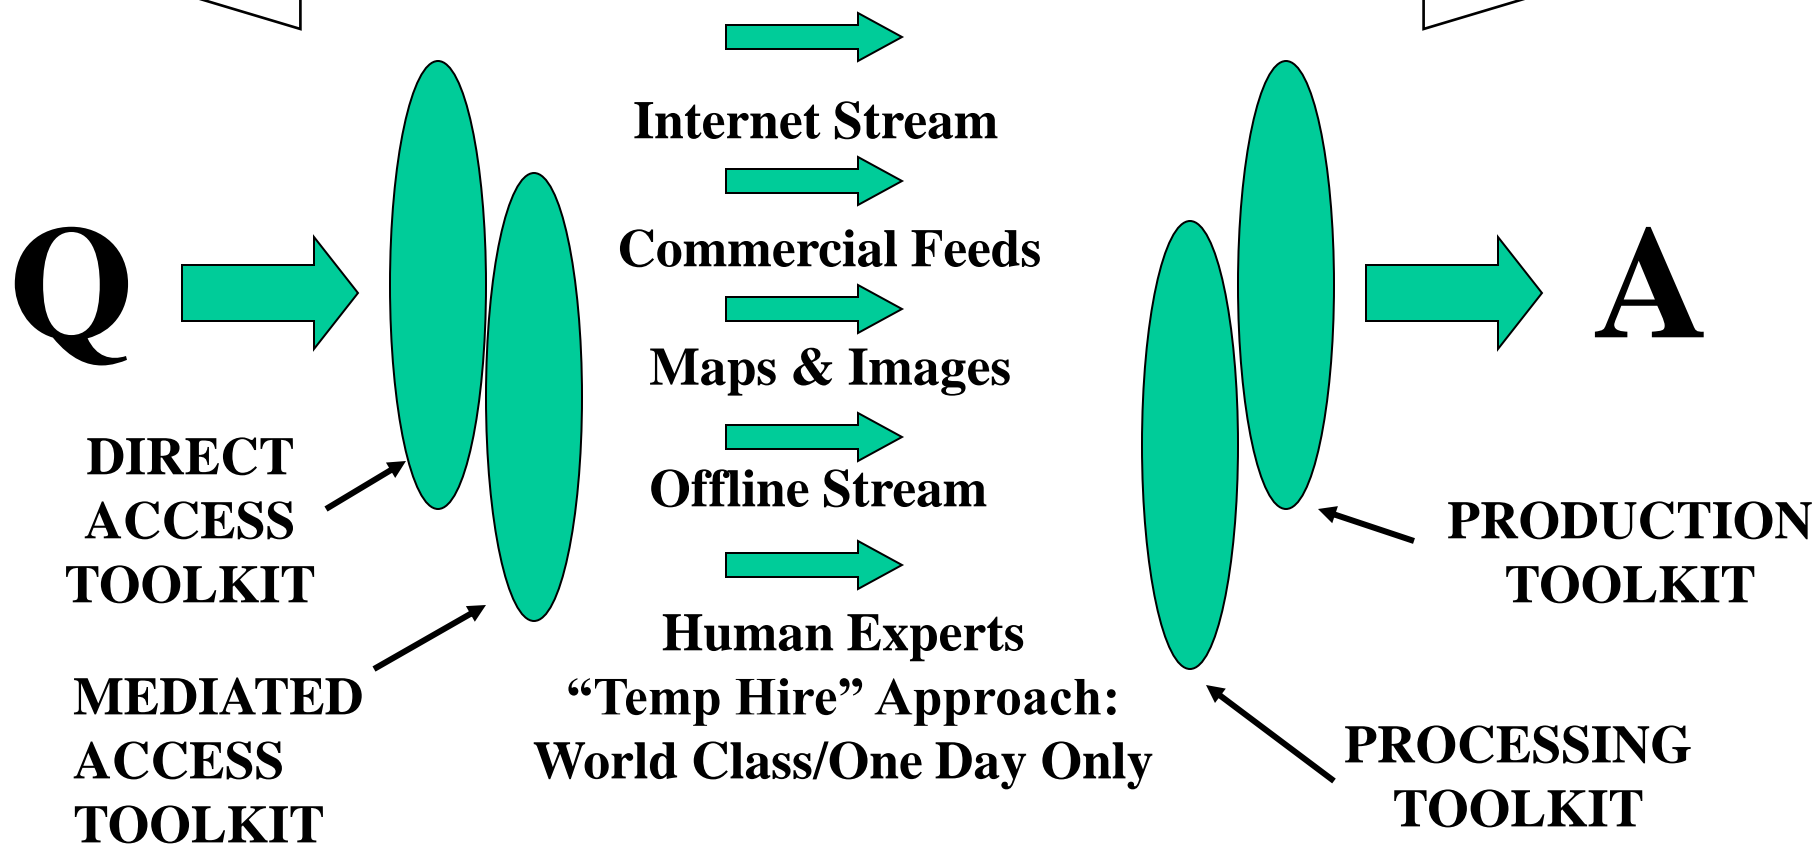 Internet Stream
Commercial Feeds
Q
A
Maps & Images
DIRECT
ACCESS
TOOLKIT
Offline Stream
PRODUCTION
TOOLKIT
Human Experts
“Temp Hire” Approach:
World Class/One Day Only
MEDIATED
ACCESS
TOOLKIT
PROCESSING
TOOLKIT